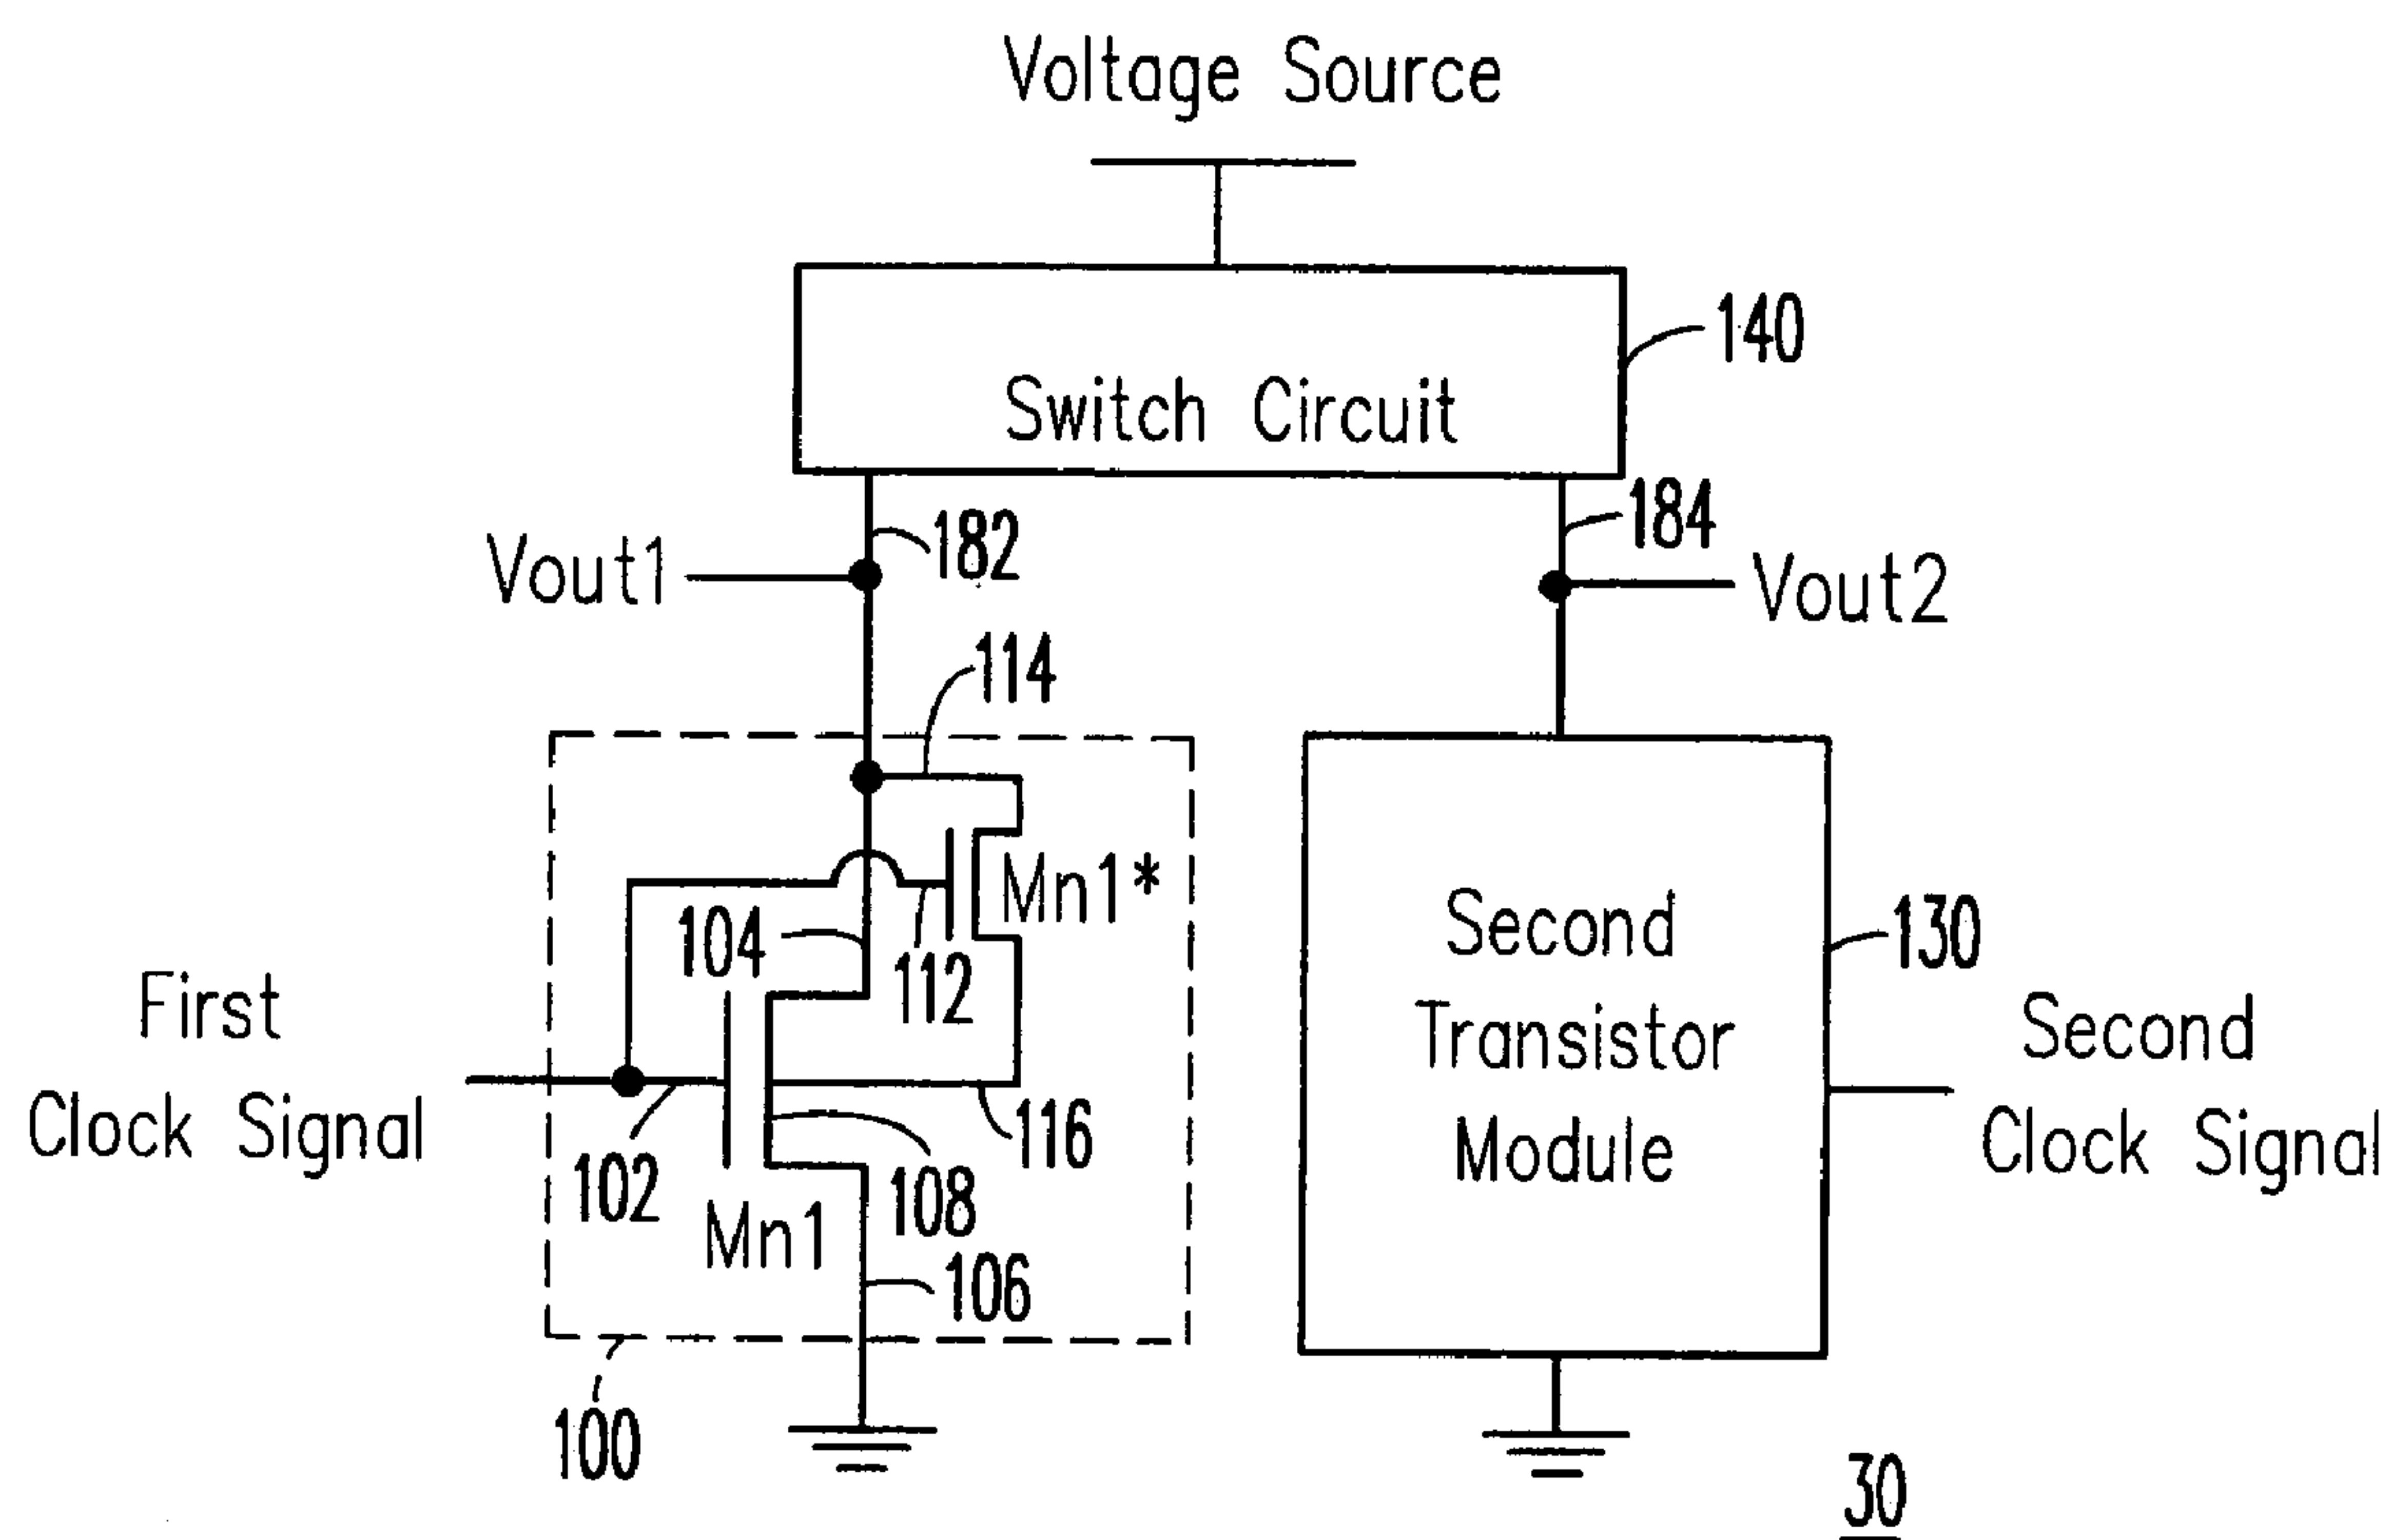 Voltage Source
140
Switch Circuit
182
184
Vout1
Vout2
114
Mn1*
104
112
130
Second
Transistor
Module
First
Clock Signal
Second
Clock Signal
102
116
108
Mn1
106
100
30